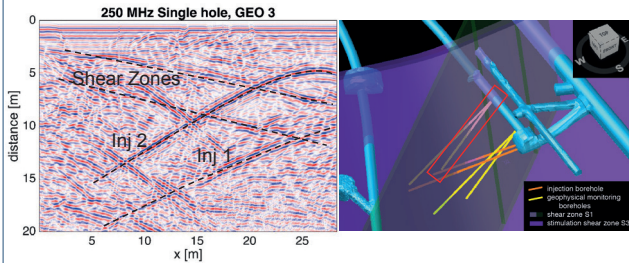 250 MHz Single hole, GEO 3
0
5
10
15
20
distance [m]
Shear Zones
Inj 2
Inj 1
5
10
15
20
25
x [m]
TOP
FRONT
W
S
E
injection borehole
geophysical monitoring
boreholes
shear zone S1
stimulation shear zone S3